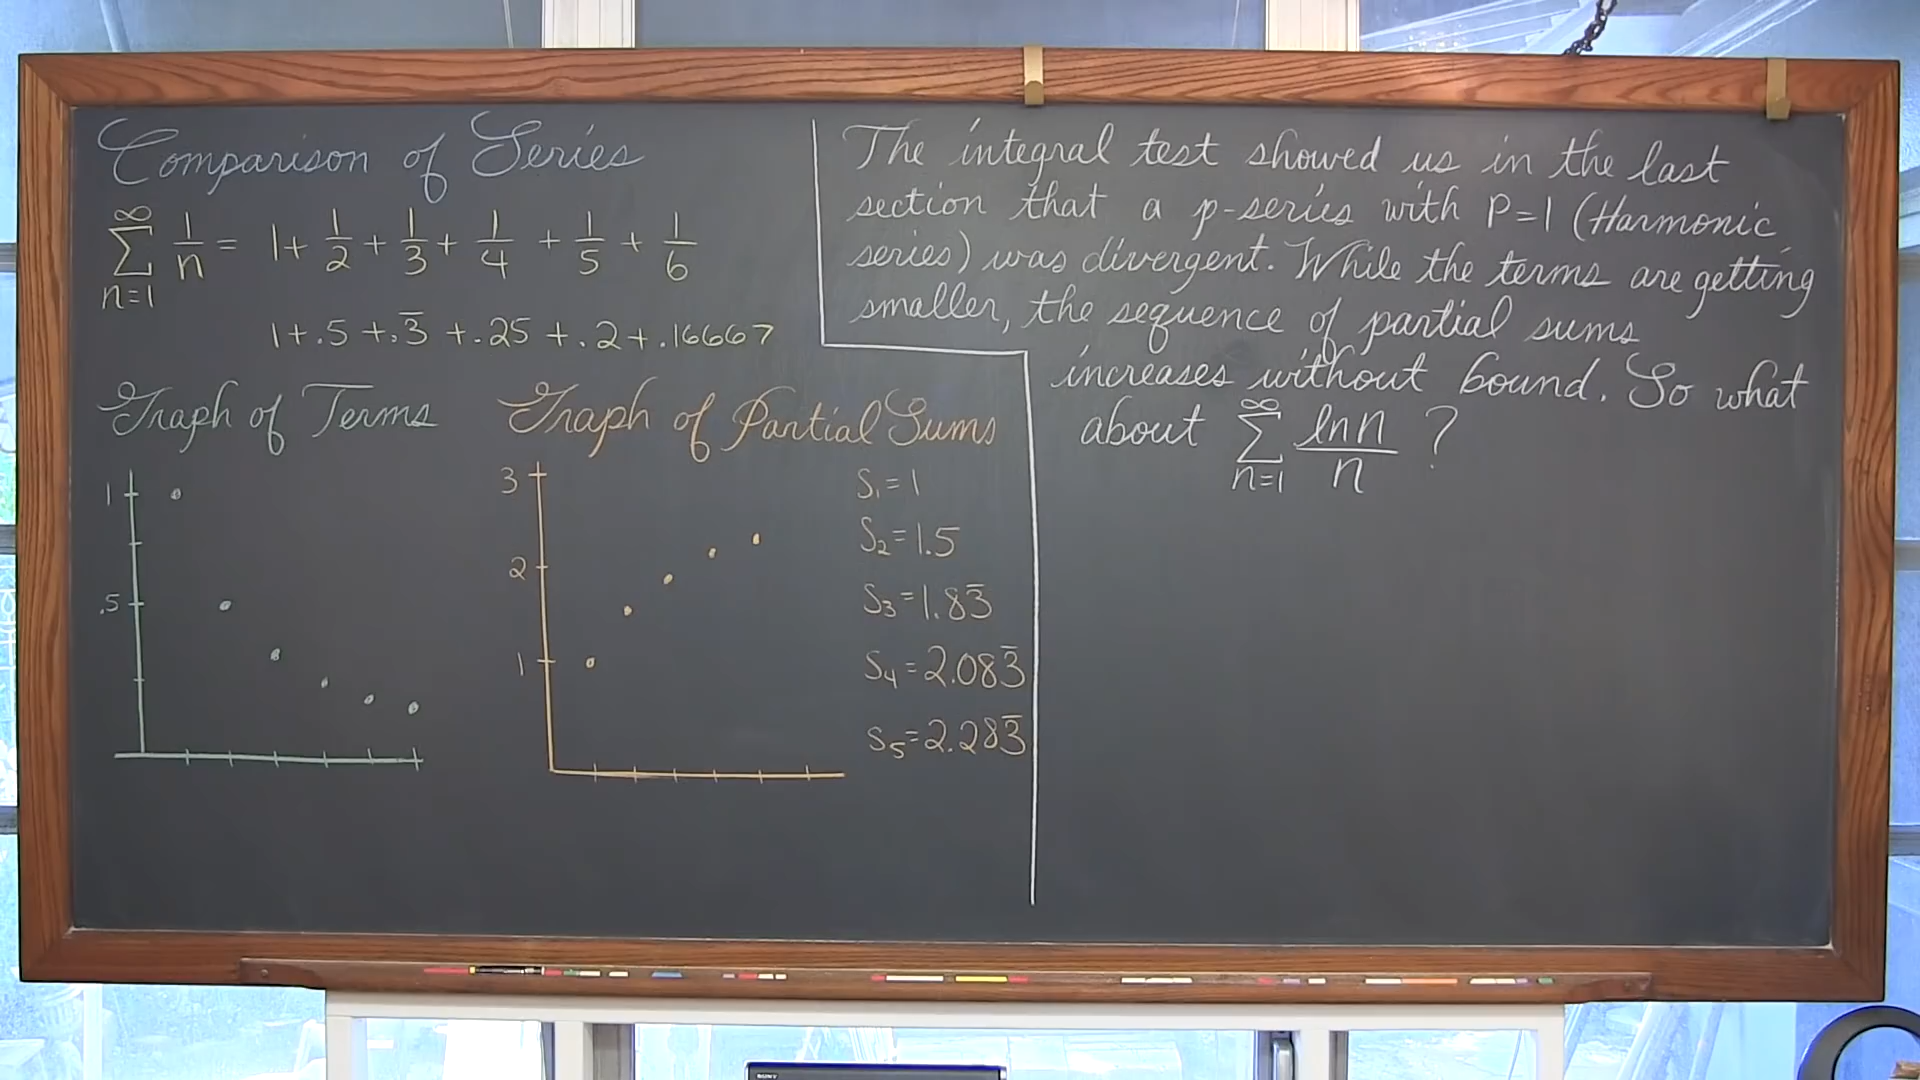 Comparison of Series
∞
∑ 1/n = 1 + 1/2 + 1/3 + 1/4 + 1/5 + 1/6
n=1
1+.5+.3̅+.25+.2+.16667
Graph of Terms
1
.5
Graph of Partial Sums
3
2
1
S₁=1
S₂=1.5
S₃=1.83̅
S₄=2.083̅
S₅=2.283̅
The integral test showed us in the last
section that a p-series with P=1 (Harmonic
series) was divergent. While the terms are getting
smaller, the sequence of partial sums
increases without bound. So what
about ∞∑n=1 ln n/n ?
SONY